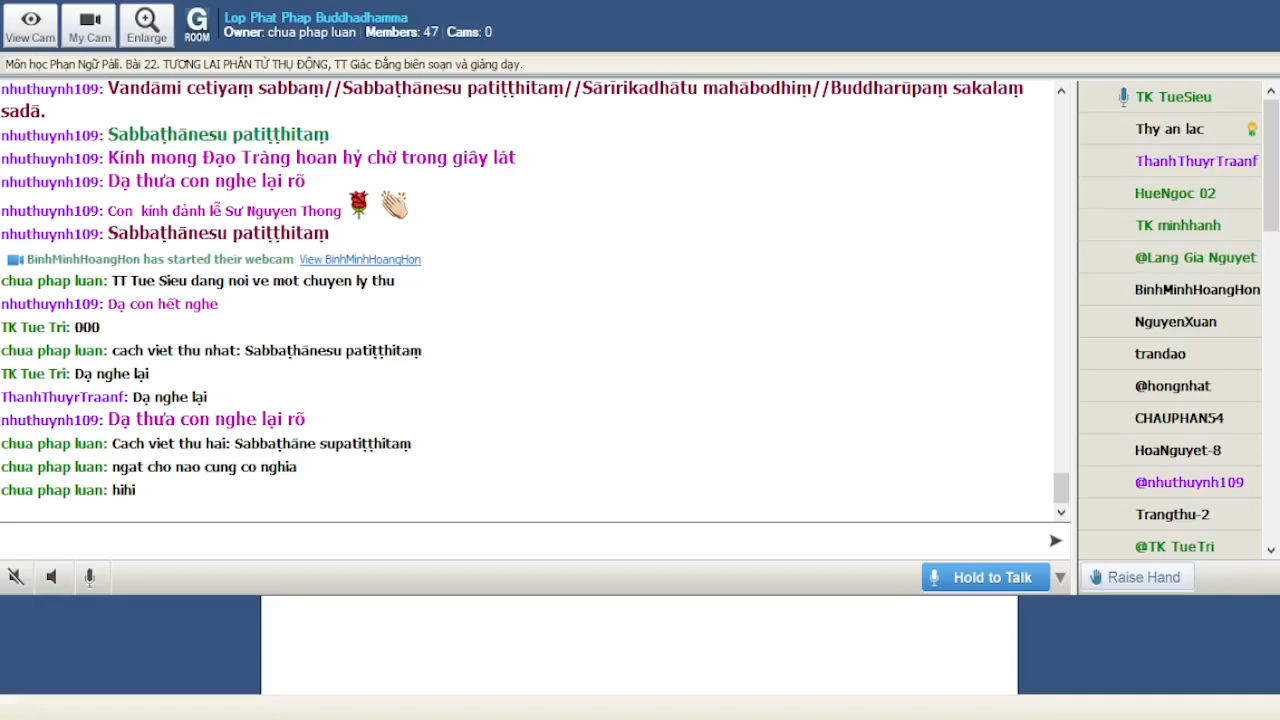 View Cam
My Cam
Enlarge
G
ROOM
Lop Phat Phap Buddhadhamma
Owner: chua phap luan | Members: 47 | Cams: 0
Môn học Phạn Ngữ Pāli. Bài 22. TƯƠNG LAI PHÂN TỪ THỤ ĐỘNG, TT Giác Đẳng biên soạn và giảng dạy.
nhuthuynh109: Vandāmi cetiyaṃ sabbaṃ//Sabbaṭhānesu patiṭṭhitaṃ//Sārīrikadhātu mahābodhiṃ//Buddharūpaṃ sakalaṃ
sadā.
nhuthuynh109: Sabbaṭhānesu patiṭṭhitaṃ
nhuthuynh109: Kính mong Đạo Tràng hoan hỷ chờ trong giây lát
nhuthuynh109: Dạ thưa con nghe lại rõ
nhuthuynh109: Con kính đảnh lễ Sư Nguyen Thong
nhuthuynh109: Sabbaṭhānesu patiṭṭhitaṃ
BinhMinhHoangHon has started their webcam View BinhMinhHoangHon
chua phap luan: TT Tue Sieu dang noi ve mot chuyen ly thu
nhuthuynh109: Dạ con hết nghe
TK Tue Tri: 000
chua phap luan: cach viet thu nhat: Sabbaṭhānesu patiṭṭhitaṃ
TK Tue Tri: Dạ nghe lại
ThanhThuyrTraanf: Dạ nghe lại
nhuthuynh109: Dạ thưa con nghe lại rõ
chua phap luan: Cach viet thu hai: Sabbaṭhāne supatiṭṭhitaṃ
chua phap luan: ngat cho nao cung co nghia
chua phap luan: hihi
TK TueSieu
Thy an lac
ThanhThuyrTraanf
HueNgoc 02
TK minhhanh
@Lang Gia Nguyet
BinhMinhHoangHon
NguyenXuan
trandao
@hongnhat
CHAUPHAN54
HoaNguyet-8
@nhuthuynh109
Trangthu-2
@TK TueTri
Hold to Talk
Raise Hand